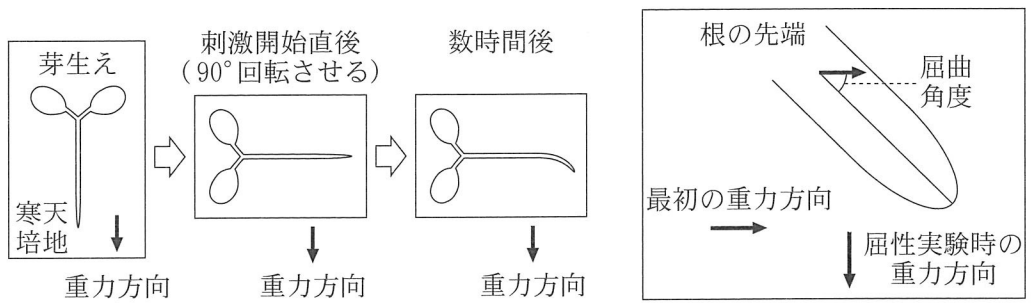 芽生え
寒天
培地
重力方向
刺激開始直後
(90°回転させる)
重力方向
数時間後
重力方向
根の先端
屈曲
角度
最初の重力方向
屈性実験時の
重力方向